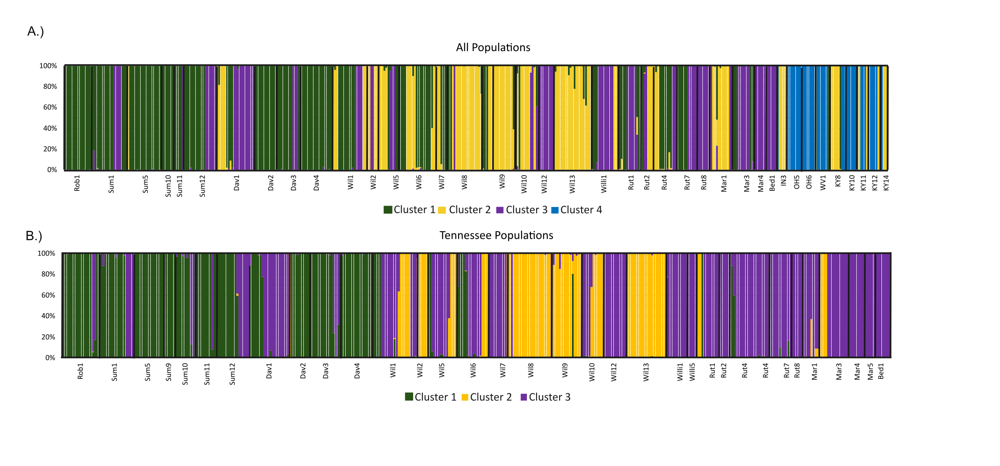 A.)
All Populations
100%
80%
60%
40%
20%
0%
Rob1 Sum1 Sum5 Sum10 Sum11 Sum12 Dav1 Dav2 Dav3 Dav4 Wil1 Wil2 Wil5 Wil6 Wil7 Wil8 Wil9 Wil10 Wil12 Wil13 Willi1 Rut1 Rut2 Rut4 Rut7 Rut8 Mar1 Mar3 Mar4 Bed1 IN3 OH5 OH6 WV1 KY8 KY10 KY11 KY12 KY14
Cluster 1 Cluster 2 Cluster 3 Cluster 4
B.)
Tennessee Populations
100%
80%
60%
40%
20%
0%
Rob1 Sum1 Sum5 Sum9 Sum10 Sum11 Sum12 Dav1 Dav2 Dav3 Dav4 Wil1 Wil2 Wil5 Wil6 Wil7 Wil8 Wil9 Wil10 Wil12 Wil13 Willi1 Willi5 Rut1 Rut2 Rut4 Rut4 Rut7 Rut8 Mar1 Mar3 Mar4 Mar5 Bed1
Cluster 1 Cluster 2 Cluster 3